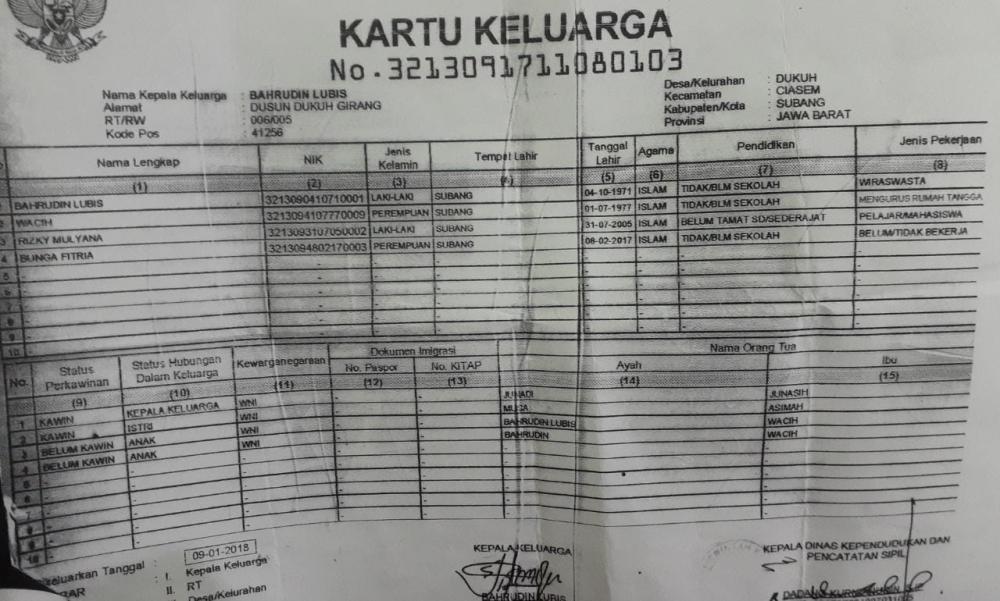 KARTU KELUARGA
No.3213091711080103
Nama Kepala Keluarga : BAHRUDIN LUBIS
Alamat : DUSUN DUKUH GIRANG
RT/RW : 006/005
Kode Pos : 41256
Desa/Kelurahan : DUKUH
Kecamatan : CIASEM
Kabupaten/Kota : SUBANG
Provinsi : JAWA BARAT
Nama Lengkap NIK Jenis Kelamin Tempat Lahir Tanggal Lahir Agama Pendidikan Jenis Pekerjaan
(1) (2) (3) (4) (5) (6) (7) (8)
BAHRUDIN LUBIS 3213090410710001 LAKI-LAKI SUBANG 04-10-1971 ISLAM TIDAK/BLM SEKOLAH WIRASWASTA
2 WACIH 3213094107770009 PEREMPUAN SUBANG 01-07-1977 ISLAM TIDAK/BLM SEKOLAH MENGURUS RUMAH TANGGA
3 RIZKY MULYANA 3213093107050002 LAKI-LAKI SUBANG 31-07-2005 ISLAM BELUM TAMAT SD/SEDERAJAT PELAJAR/MAHASISWA
4 BUNGA FITRIA 3213094802170003 PEREMPUAN SUBANG 08-02-2017 ISLAM TIDAK/BLM SEKOLAH BELUM/TIDAK BEKERJA
5 -
6 -
7 -
8 -
9 -
10 -
No. Status Perkawinan Status Hubungan Dalam Keluarga Kewarganegaraan Dokumen Imigrasi Nama Orang Tua
No. Paspor No. KITAP Ayah Ibu
(9) (10) (11) (12) (13) (14) (15)
1 KAWIN KEPALA KELUARGA WNI - - JUNADI JUNASIH
2 KAWIN ISTRI WNI - - MUSA ASIMAH
3 BELUM KAWIN ANAK WNI - - BAHRUDIN LUBIS WACIH
4 BELUM KAWIN ANAK WNI - - BAHRUDIN WACIH
5 -
6 -
7 -
8 -
9 -
10 -
keluarkan Tanggal : 09-01-2018
: I. Kepala Keluarga
II. RT
Desa/Kelurahan
KEPALA KELUARGA
BAHRUDIN LUBIS
KEPALA DINAS KEPENDUDUKAN DAN
PENCATATAN SIPIL